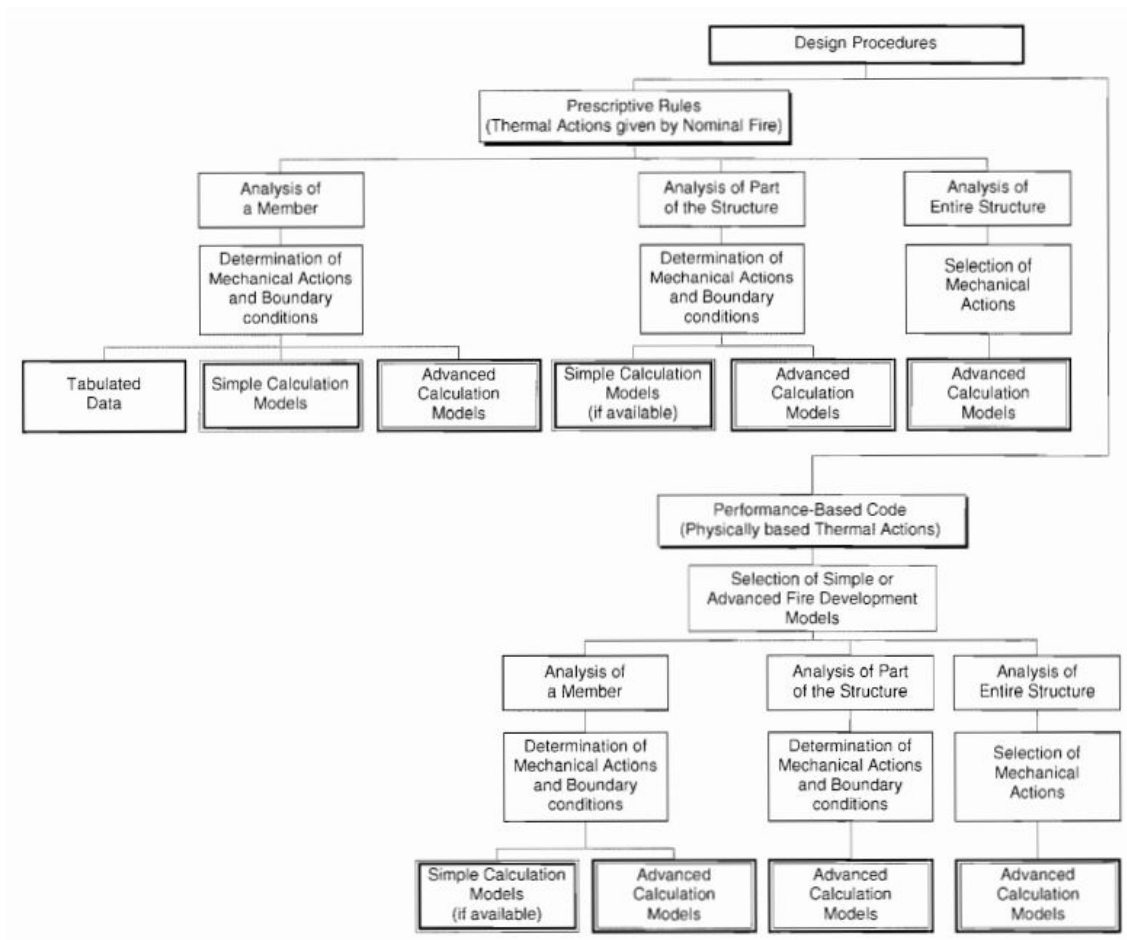 Design Procedures
Prescriptive Rules
(Thermal Actions given by Nominal Fire)
Analysis of
a Member
Analysis of Part
of the Structure
Analysis of
Entire Structure
Determination of
Mechanical Actions
and Boundary
conditions
Determination of
Mechanical Actions
and Boundary
conditions
Selection of
Mechanical
Actions
Tabulated
Data
Simple Calculation
Models
Advanced
Calculation
Models
Simple Calculation
Models
(if available)
Advanced
Calculation
Models
Advanced
Calculation
Models
Performance-Based Code
(Physically based Thermal Actions)
Selection of Simple or
Advanced Fire Development
Models
Analysis of
a Member
Analysis of Part
of the Structure
Analysis of
Entire Structure
Determination of
Mechanical Actions
and Boundary
conditions
Determination of
Mechanical Actions
and Boundary
conditions
Selection of
Mechanical
Actions
Simple Calculation
Models
(if available)
Advanced
Calculation
Models
Advanced
Calculation
Models
Advanced
Calculation
Models